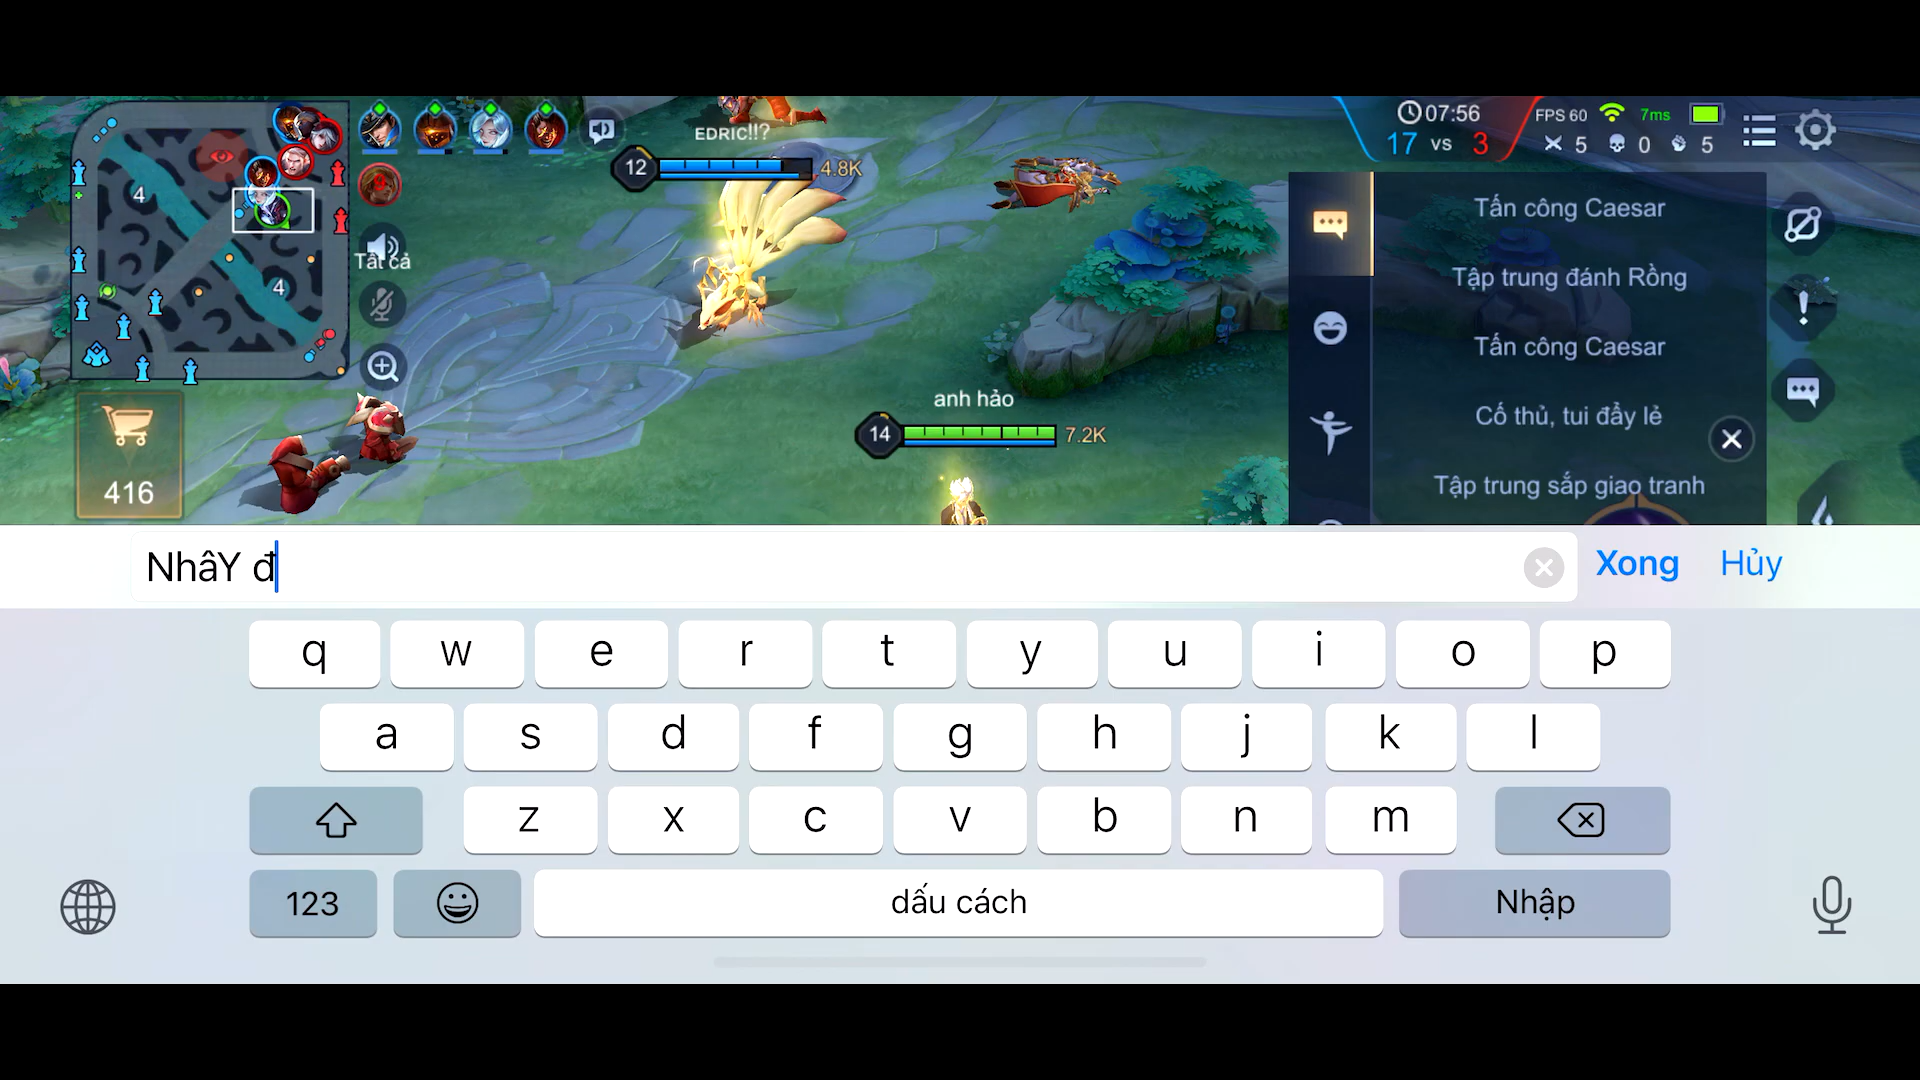 EDRIC!!?
12
4.8K
07:56
17 vs 3
FPS 60
7ms
5
0
5
4
4
Tất cả
416
anh hảo
14
7.2K
Tấn công Caesar
Tập trung đánh Rồng
Tấn công Caesar
Cố thủ, tui đẩy lẻ
Tập trung sắp giao tranh
NhâY đ
Xong
Hủy
q w e r t y u i o p
a s d f g h j k l
z x c v b n m
123
dấu cách
Nhập